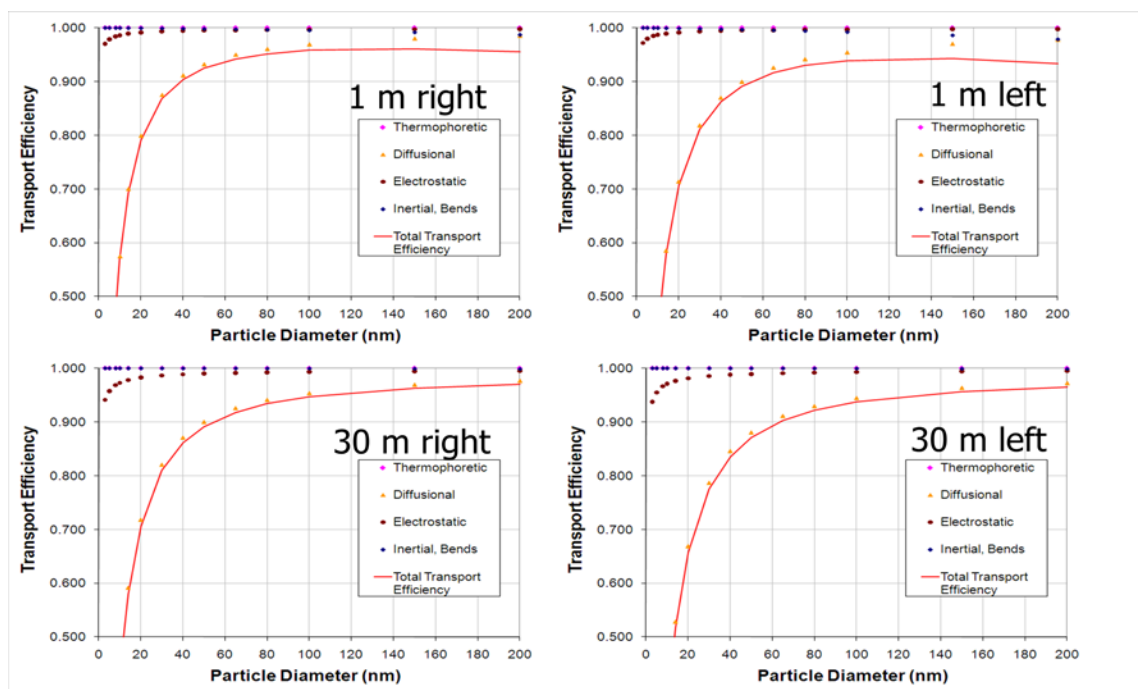 1.000
0.900
0.800
0.700
0.600
0.500
Transport Efficiency
1 m right
Thermophoretic
Diffusional
Electrostatic
Inertial, Bends
Total Transport
Efficiency
0 20 40 60 80 100 120 140 160 180 200
Particle Diameter (nm)
1.000
0.900
0.800
0.700
0.600
0.500
Transport Efficiency
1 m left
Thermophoretic
Diffusional
Electrostatic
Inertial, Bends
Total Transport
Efficiency
0 20 40 60 80 100 120 140 160 180 200
Particle Diameter (nm)
1.000
0.900
0.800
0.700
0.600
0.500
Transport Efficiency
30 m right
Thermophoretic
Diffusional
Electrostatic
Inertial, Bends
Total Transport
Efficiency
0 20 40 60 80 100 120 140 160 180 200
Particle Diameter (nm)
1.000
0.900
0.800
0.700
0.600
0.500
Transport Efficiency
30 m left
Thermophoretic
Diffusional
Electrostatic
Inertial, Bends
Total Transport
Efficiency
0 20 40 60 80 100 120 140 160 180 200
Particle Diameter (nm)